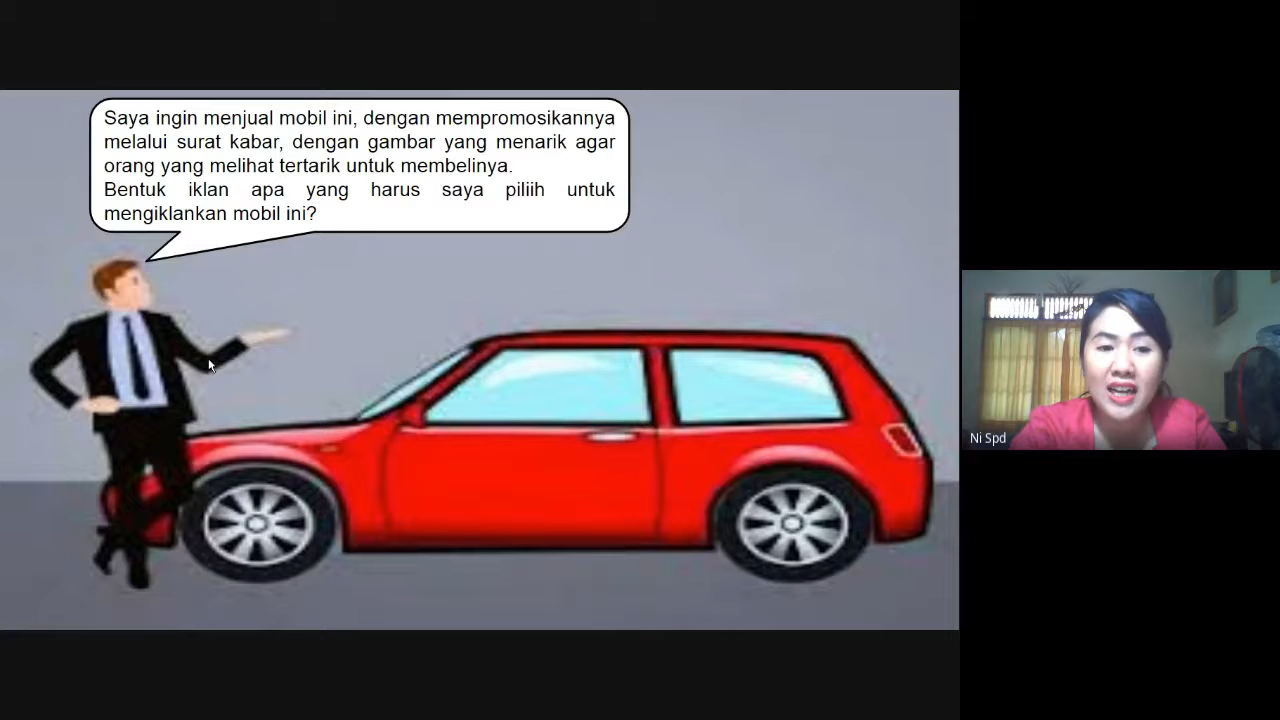 Saya ingin menjual mobil ini, dengan mempromosikannya
melalui surat kabar, dengan gambar yang menarik agar
orang yang melihat tertarik untuk membelinya.
Bentuk iklan apa yang harus saya piliih untuk
mengiklankan mobil ini?
Ni Spd